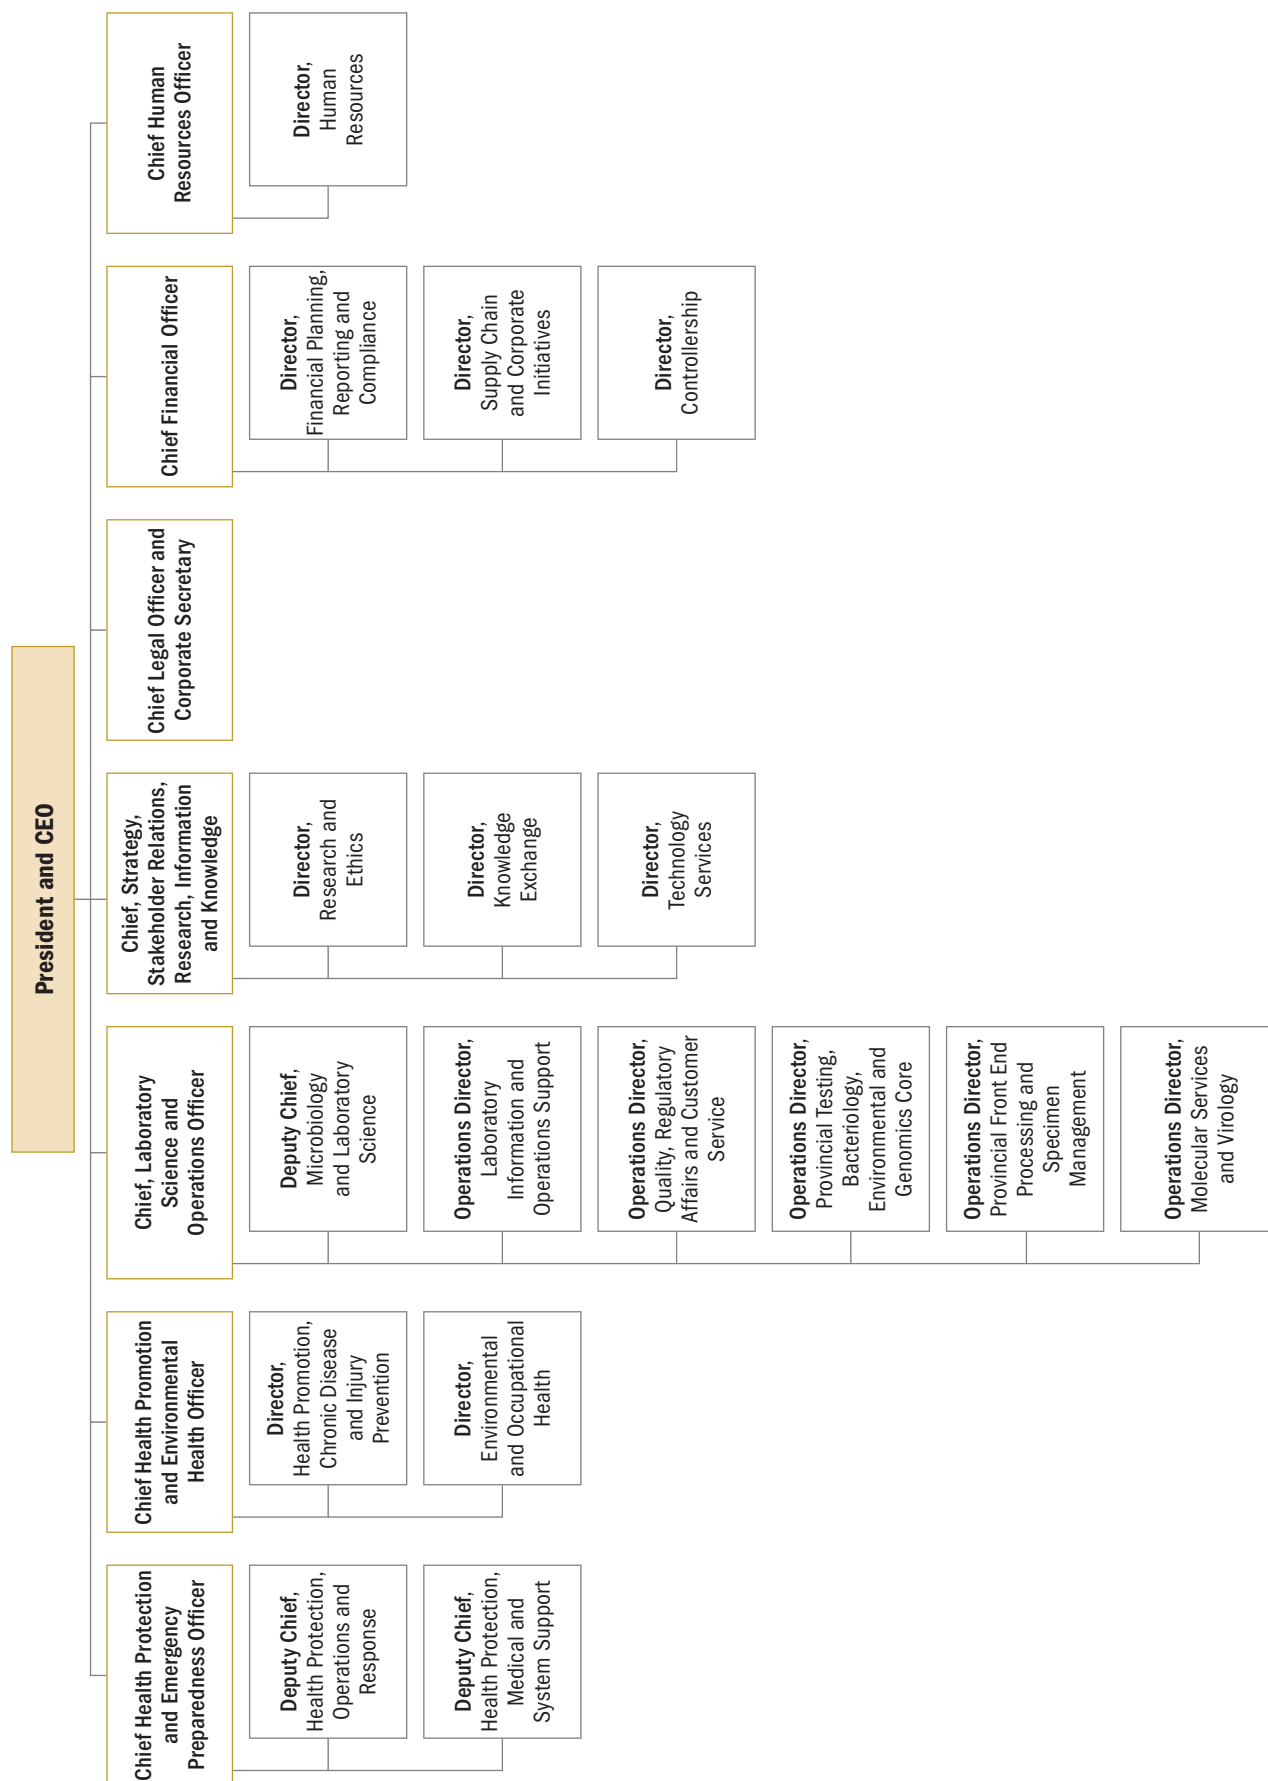 President and CEO
Chief Health Protection
and Emergency
Preparedness Officer
Deputy Chief,
Health Protection,
Operations and
Response
Deputy Chief,
Health Protection,
Medical and
System Support
Chief Health Promotion
and Environmental
Health Officer
Director,
Health Promotion,
Chronic Disease
and Injury
Prevention
Director,
Environmental
and Occupational
Health
Chief, Laboratory
Science and
Operations Officer
Deputy Chief,
Microbiology
and Laboratory
Science
Operations Director,
Laboratory
Information and
Operations Support
Operations Director,
Quality, Regulatory
Affairs and Customer
Service
Operations Director,
Provincial Testing,
Bacteriology,
Environmental and
Genomics Core
Operations Director,
Provincial Front End
Processing and
Specimen
Management
Operations Director,
Molecular Services
and Virology
Chief, Strategy,
Stakeholder Relations,
Research, Information
and Knowledge
Director,
Research and
Ethics
Director,
Knowledge
Exchange
Director,
Technology
Services
Chief Legal Officer and
Corporate Secretary
Chief Financial Officer
Director,
Financial Planning,
Reporting and
Compliance
Director,
Supply Chain
and Corporate
Initiatives
Director,
Controllership
Chief Human
Resources Officer
Director,
Human
Resources